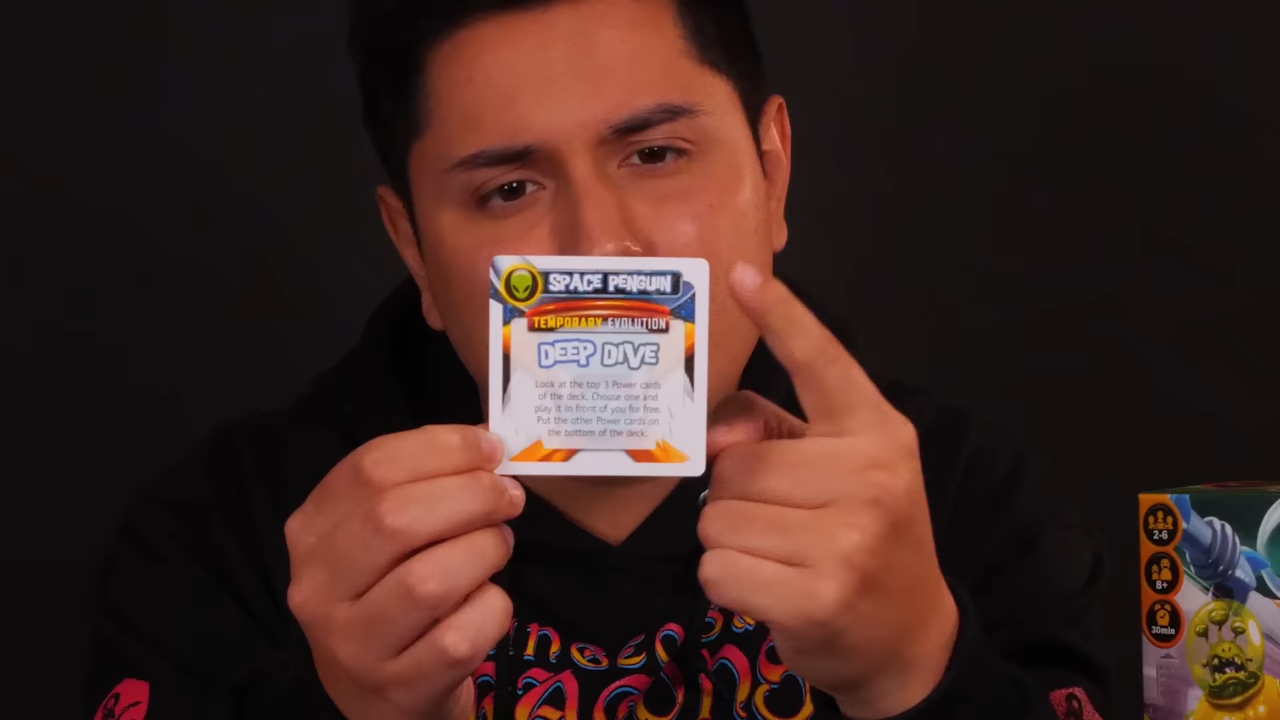 SPACE PENGUIN
TEMPORARY EVOLUTION
DEEP DIVE
Look at the top 3 Power cards
of the deck. Choose one and
play it in front of you for free.
Put the other Power cards on
the bottom of the deck.
2-6
8+
30min